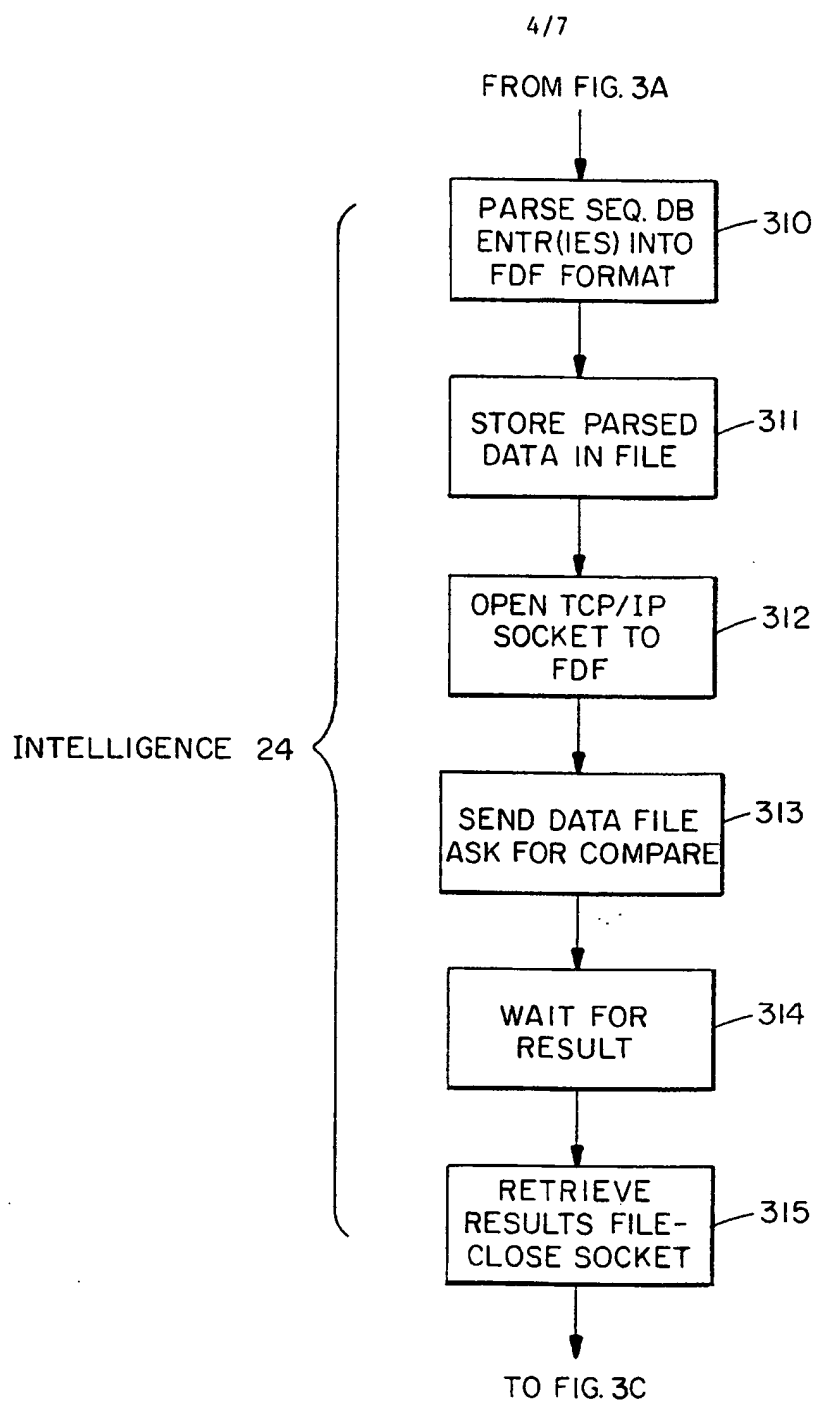 4/7
FROM FIG. 3A
PARSE SEQ. DB
ENTR(IES) INTO
FDF FORMAT
310
STORE PARSED
DATA IN FILE
311
OPEN TCP/IP
SOCKET TO
FDF
312
INTELLIGENCE 24
SEND DATA FILE
ASK FOR COMPARE
313
WAIT FOR
RESULT
314
RETRIEVE
RESULTS FILE-
CLOSE SOCKET
315
TO FIG. 3C